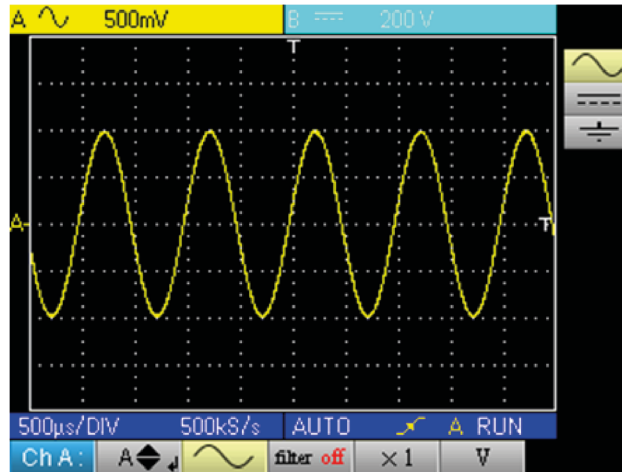 A 500mV B 200 V
T
A T
500µs/DIV 500kS/s AUTO A RUN
Ch A: A filter off ×1 V